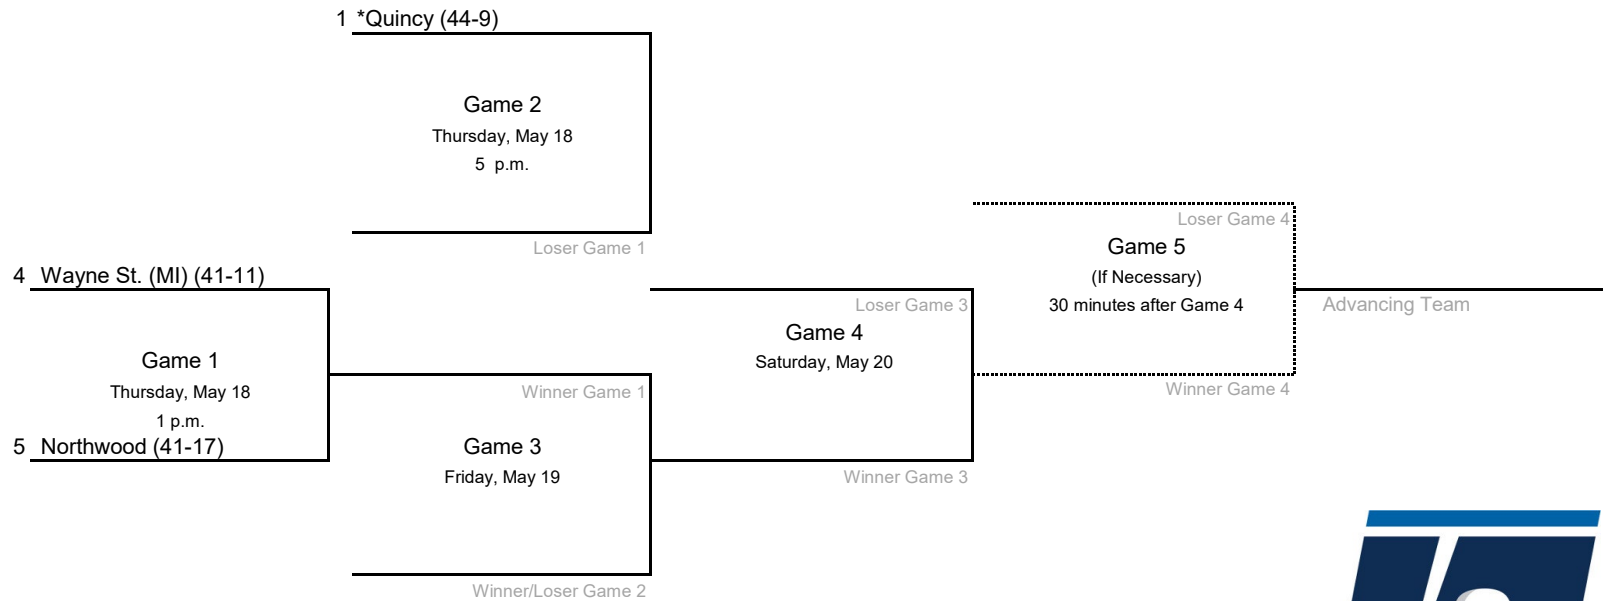 1 *Quincy (44-9)
Game 2
Thursday, May 18
5 p.m.
Loser Game 1
4 Wayne St. (MI) (41-11)
Game 1
Thursday, May 18
1 p.m.
5 Northwood (41-17)
Winner Game 1
Game 3
Friday, May 19
Winner/Loser Game 2
Loser Game 3
Game 4
Saturday, May 20
Winner Game 3
Loser Game 4
Game 5
(If Necessary)
30 minutes after Game 4
Winner Game 4
Advancing Team